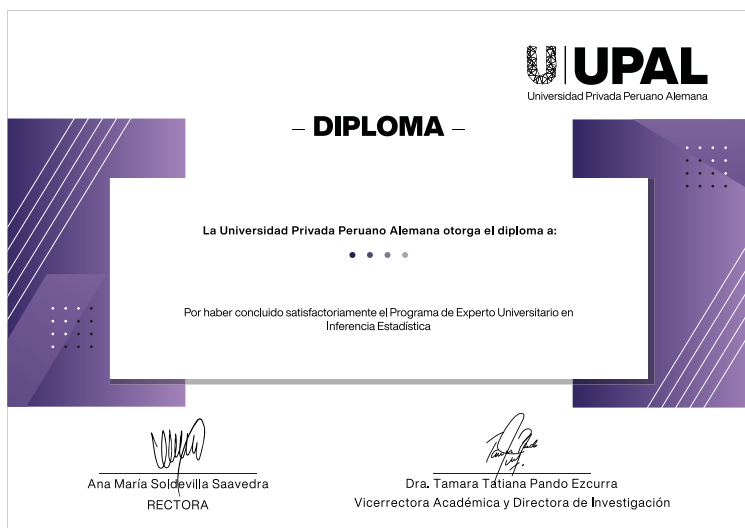 UPAL
Universidad Privada Peruano Alemana
– DIPLOMA –
La Universidad Privada Peruano Alemana otorga el diploma a:
Por haber concluido satisfactoriamente el Programa de Experto Universitario en
Inferencia Estadística
Ana María Soldevilla Saavedra
RECTORA
Dra. Tamara Tatiana Pando Ezcurra
Vicerrectora Académica y Directora de Investigación